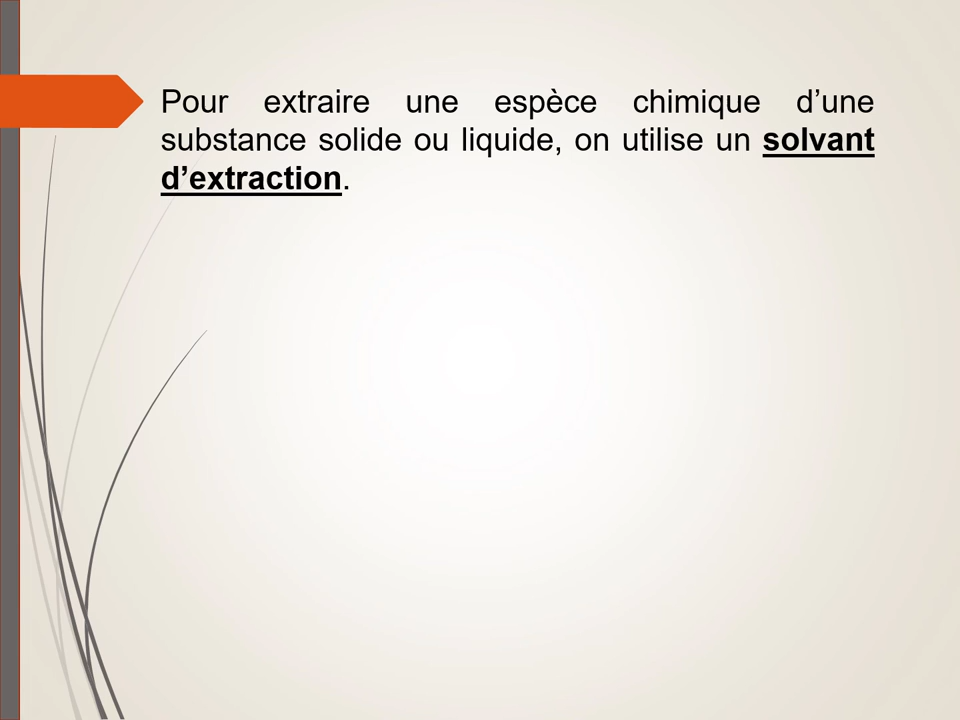 Pour extraire une espèce chimique d’une
substance solide ou liquide, on utilise un solvant
d’extraction.